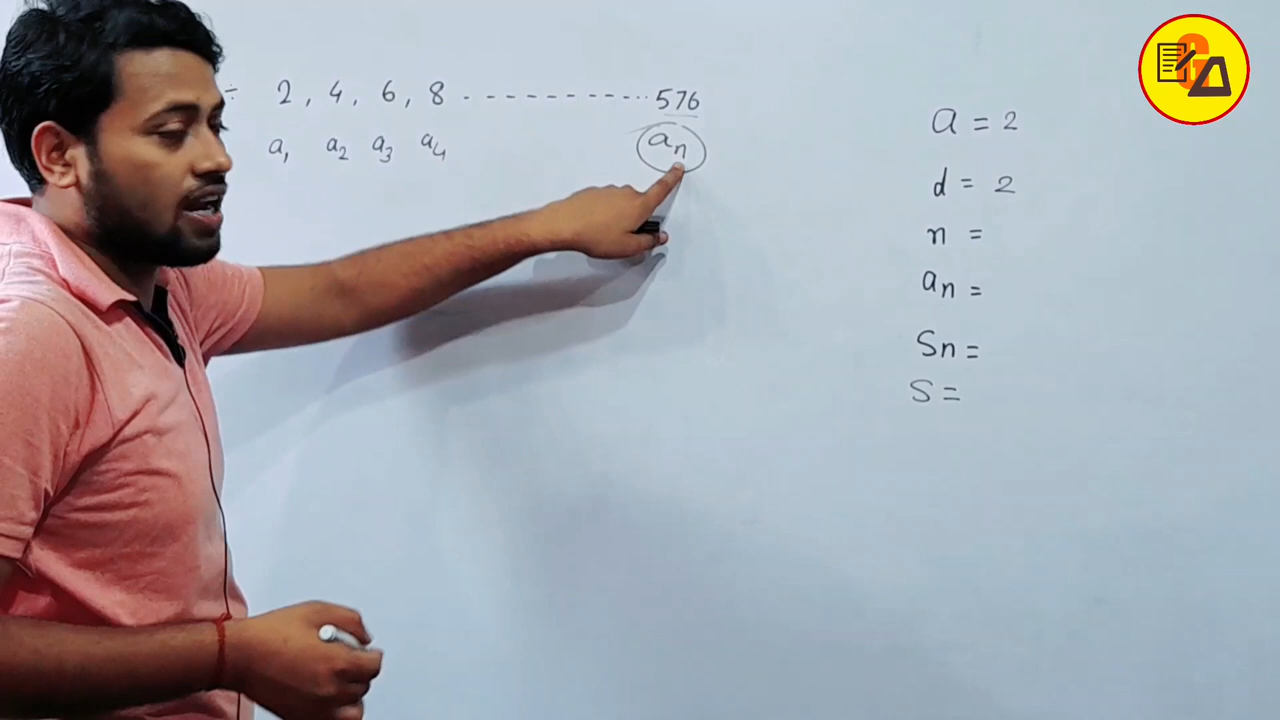 ÷ 2, 4, 6, 8 . - - - - - - - - - - ... 576
a₁ a₂ a₃ a₄ aₙ
a = 2
d = 2
n =
aₙ =
Sₙ =
S =
G